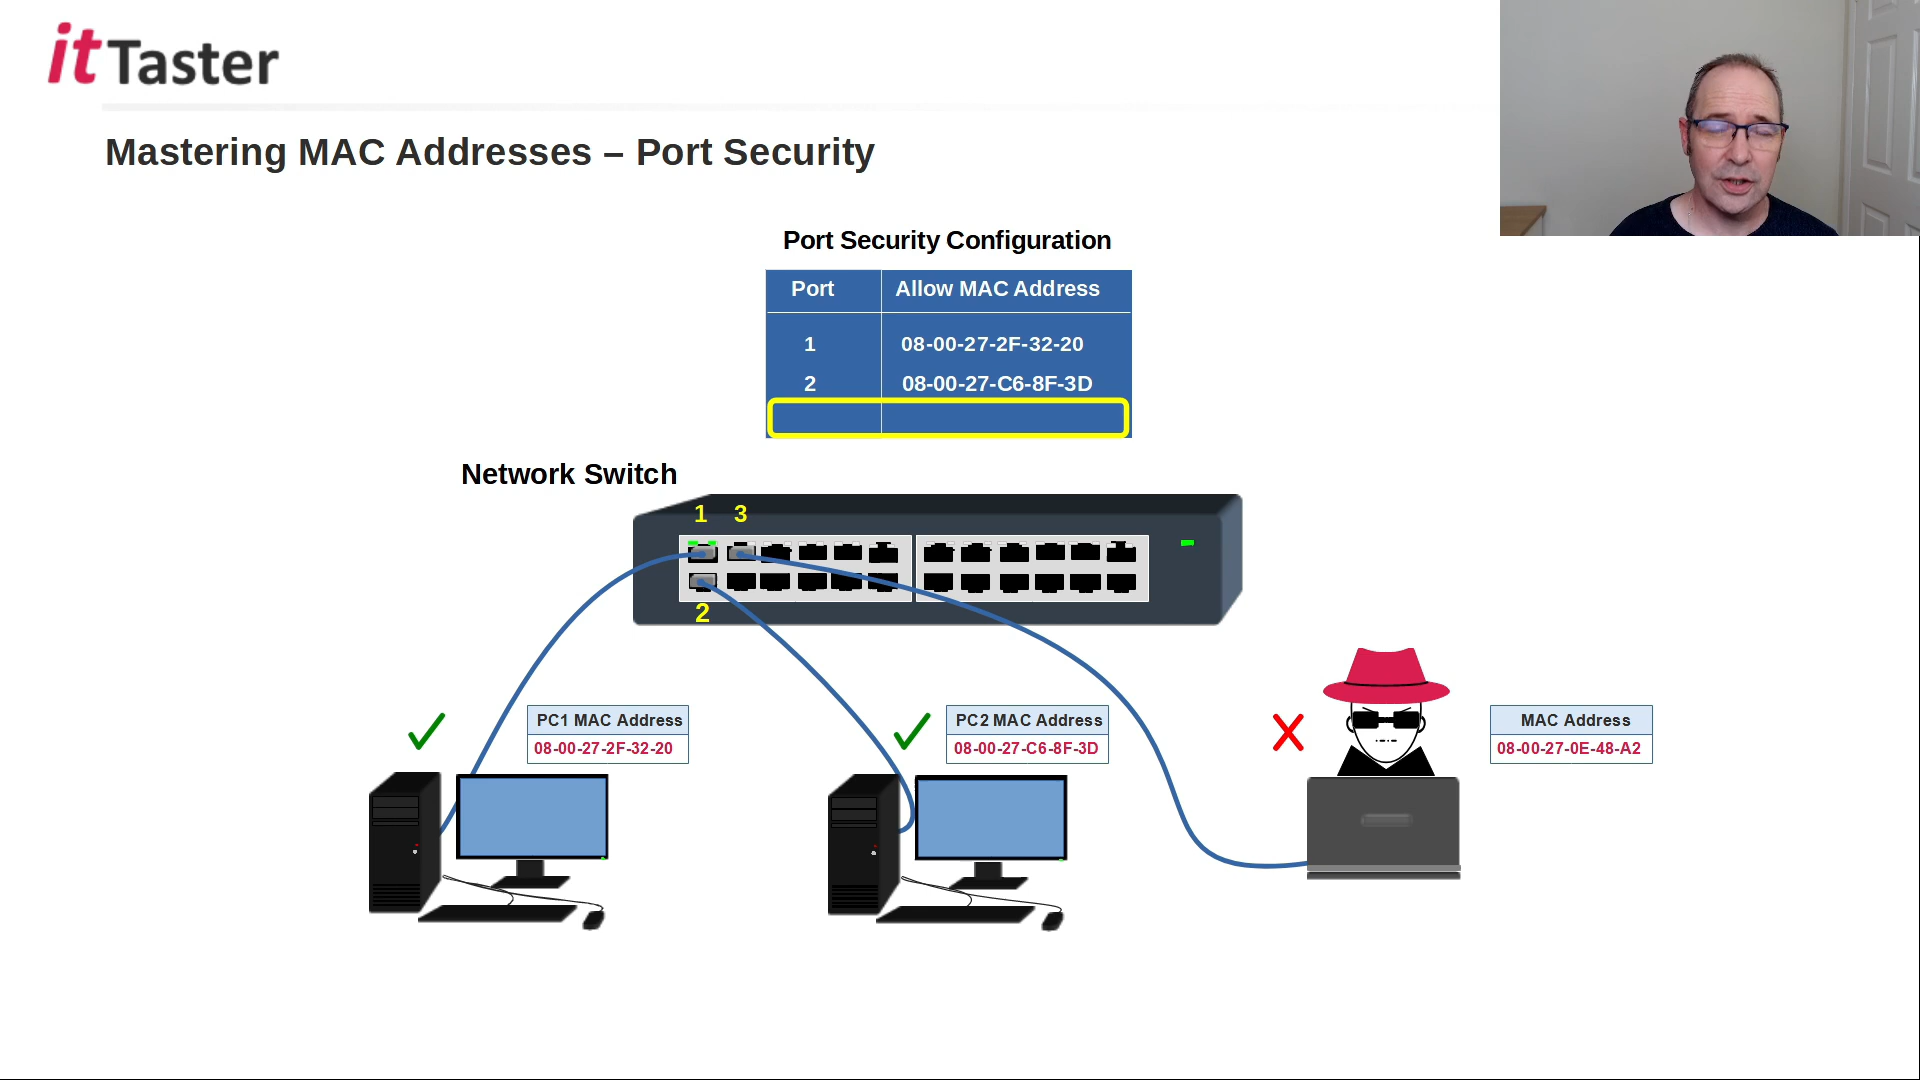 itTaster
Mastering MAC Addresses – Port Security
Port Security Configuration
Port Allow MAC Address
1 08-00-27-2F-32-20
2 08-00-27-C6-8F-3D
Network Switch
1 3
2
PC1 MAC Address
08-00-27-2F-32-20
PC2 MAC Address
08-00-27-C6-8F-3D
MAC Address
08-00-27-0E-48-A2